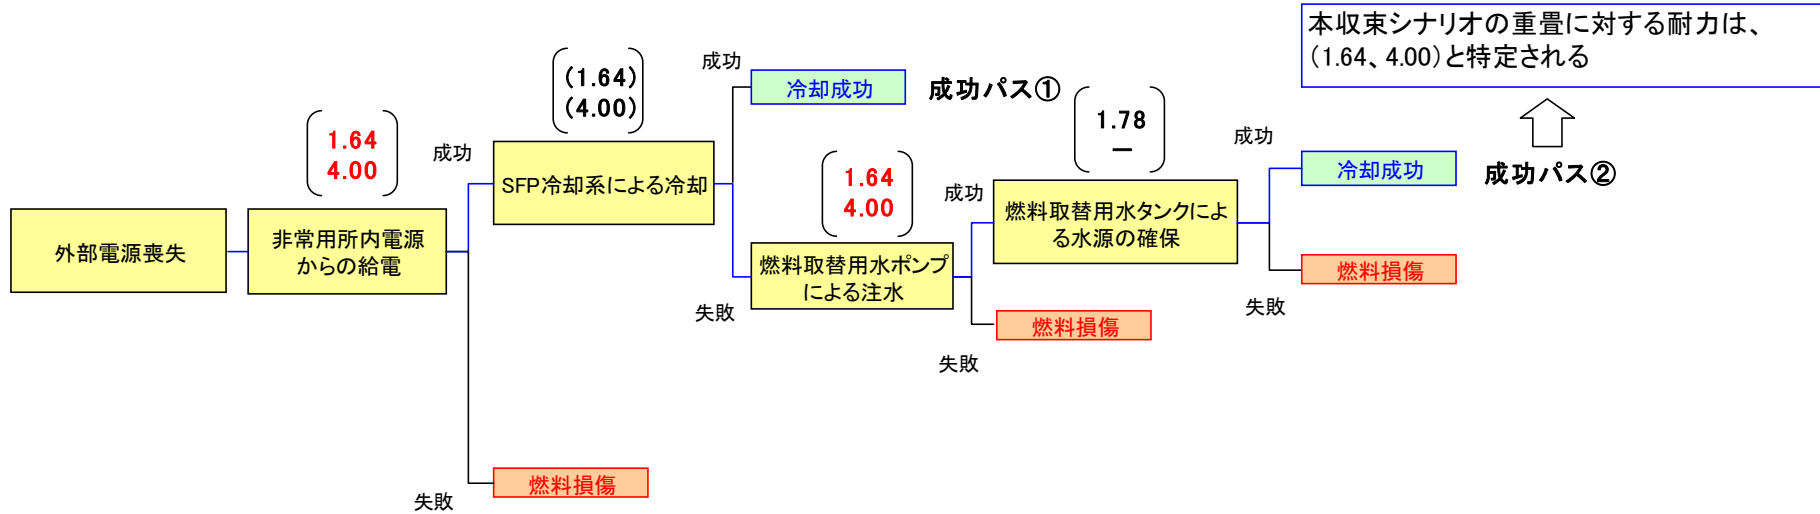 本収束シナリオの重畳に対する耐力は、
(1.64、4.00)と特定される
成功
(1.64)
(4.00)
冷却成功
成功パス①
1.64
4.00
成功
1.78
—
成功
冷却成功
成功パス②
SFP冷却系による冷却
1.64
4.00
成功
燃料取替用水タンクによ
る水源の確保
外部電源喪失
非常用所内電源
からの給電
燃料取替用水ポンプ
による注水
燃料損傷
失敗
失敗
燃料損傷
失敗
燃料損傷
失敗